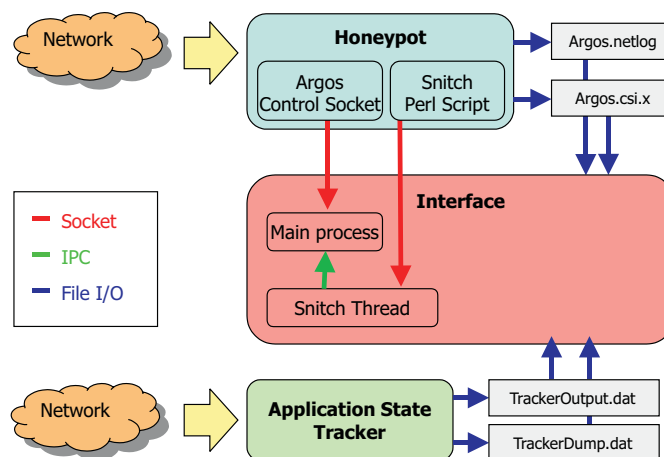 Network
Honeypot
Argos
Control Socket
Snitch
Perl Script
Argos.netlog
Argos.csi.x
Socket
IPC
File I/O
Interface
Main process
Snitch Thread
Network
Application State
Tracker
TrackerOutput.dat
TrackerDump.dat